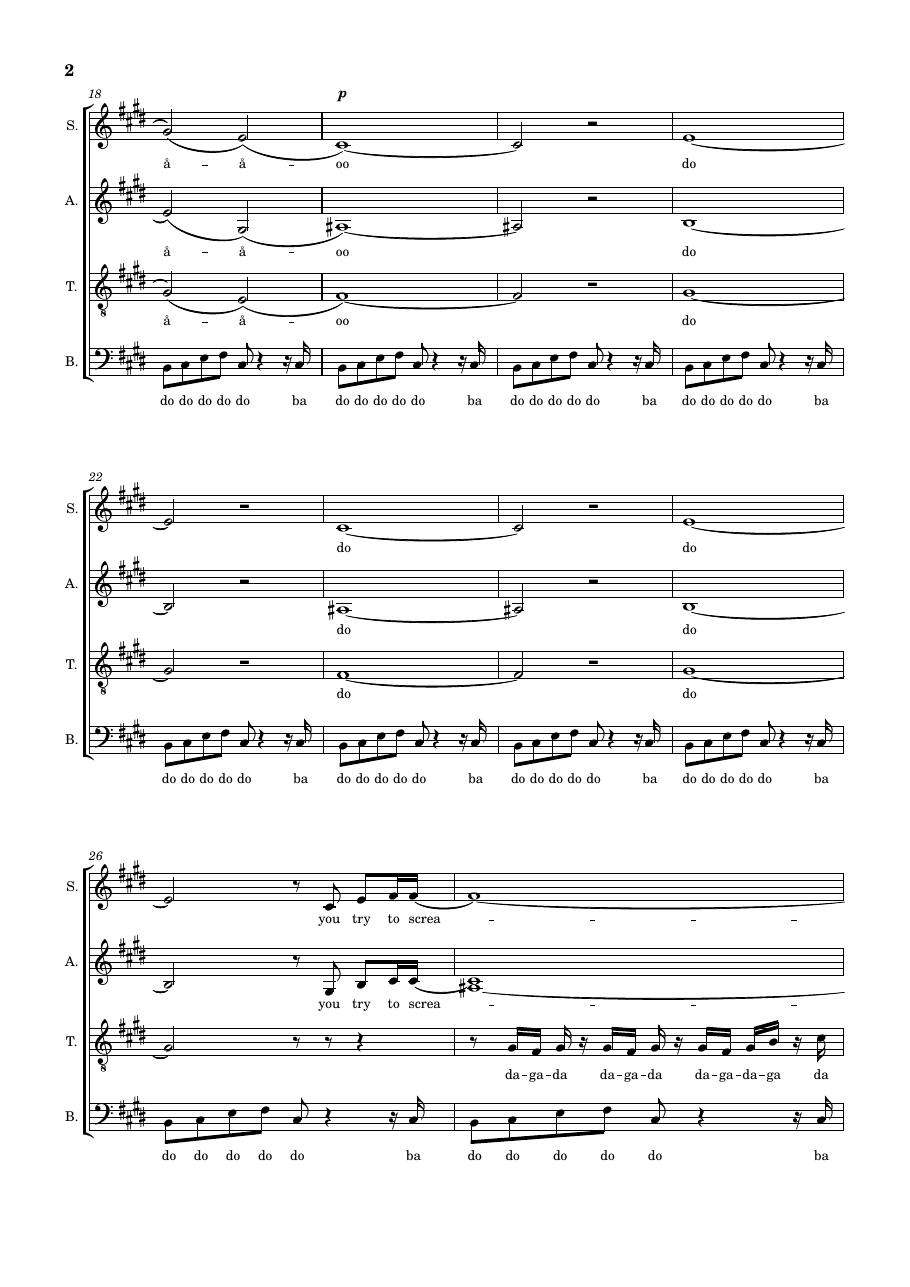 2
18
p
S.
å – å – oo do
A.
å – å – oo do
T.
å – å – oo do
B.
do do do do do ba do do do do do ba do do do do do ba do do do do do ba
22
S.
do do
A.
do do
T.
do do
B.
do do do do do ba do do do do do ba do do do do do ba do do do do do ba
26
S.
you try to screa – – –
A.
you try to screa – – –
T.
8
da–ga–da da–ga–da da–ga–da–ga da
B.
do do do do do ba do do do do do ba